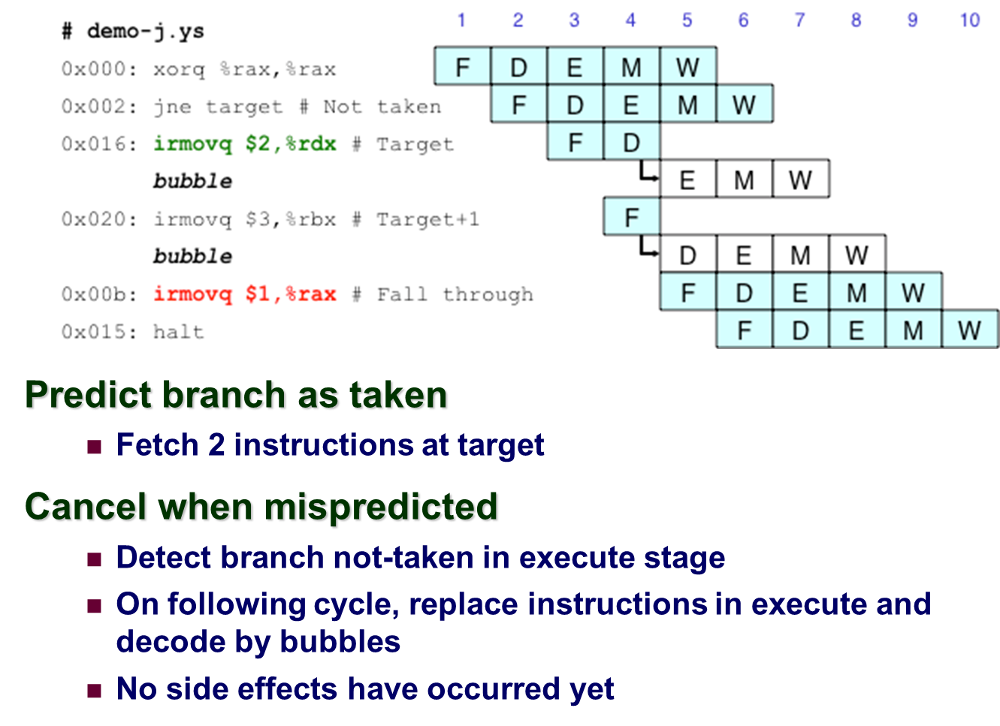 1 2 3 4 5 6 7 8 9 10
# demo-j.ys
0x000: xorq %rax,%rax F D E M W
0x002: jne target # Not taken F D E M W
0x016: irmovq $2,%rdx # Target F D
bubble E M W
0x020: irmovq $3,%rbx # Target+1 F
bubble D E M W
0x00b: irmovq $1,%rax # Fall through F D E M W
0x015: halt F D E M W
Predict branch as taken
Fetch 2 instructions at target
Cancel when mispredicted
Detect branch not-taken in execute stage
On following cycle, replace instructions in execute and
decode by bubbles
No side effects have occurred yet